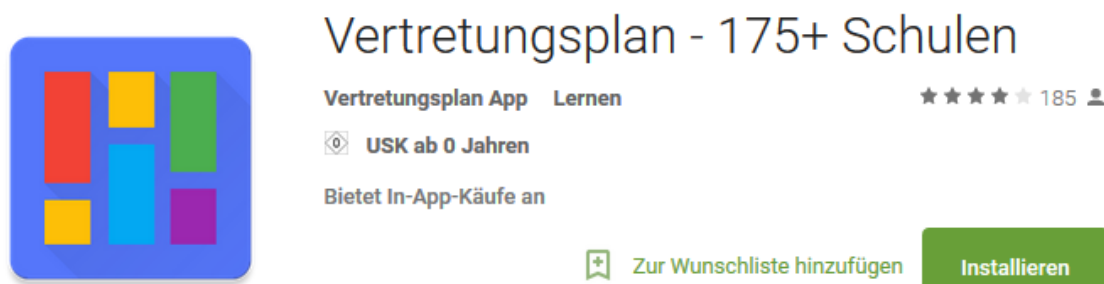 Vertretungsplan - 175+ Schulen
Vertretungsplan App Lernen
185
0 USK ab 0 Jahren
Bietet In-App-Käufe an
Zur Wunschliste hinzufügen
Installieren